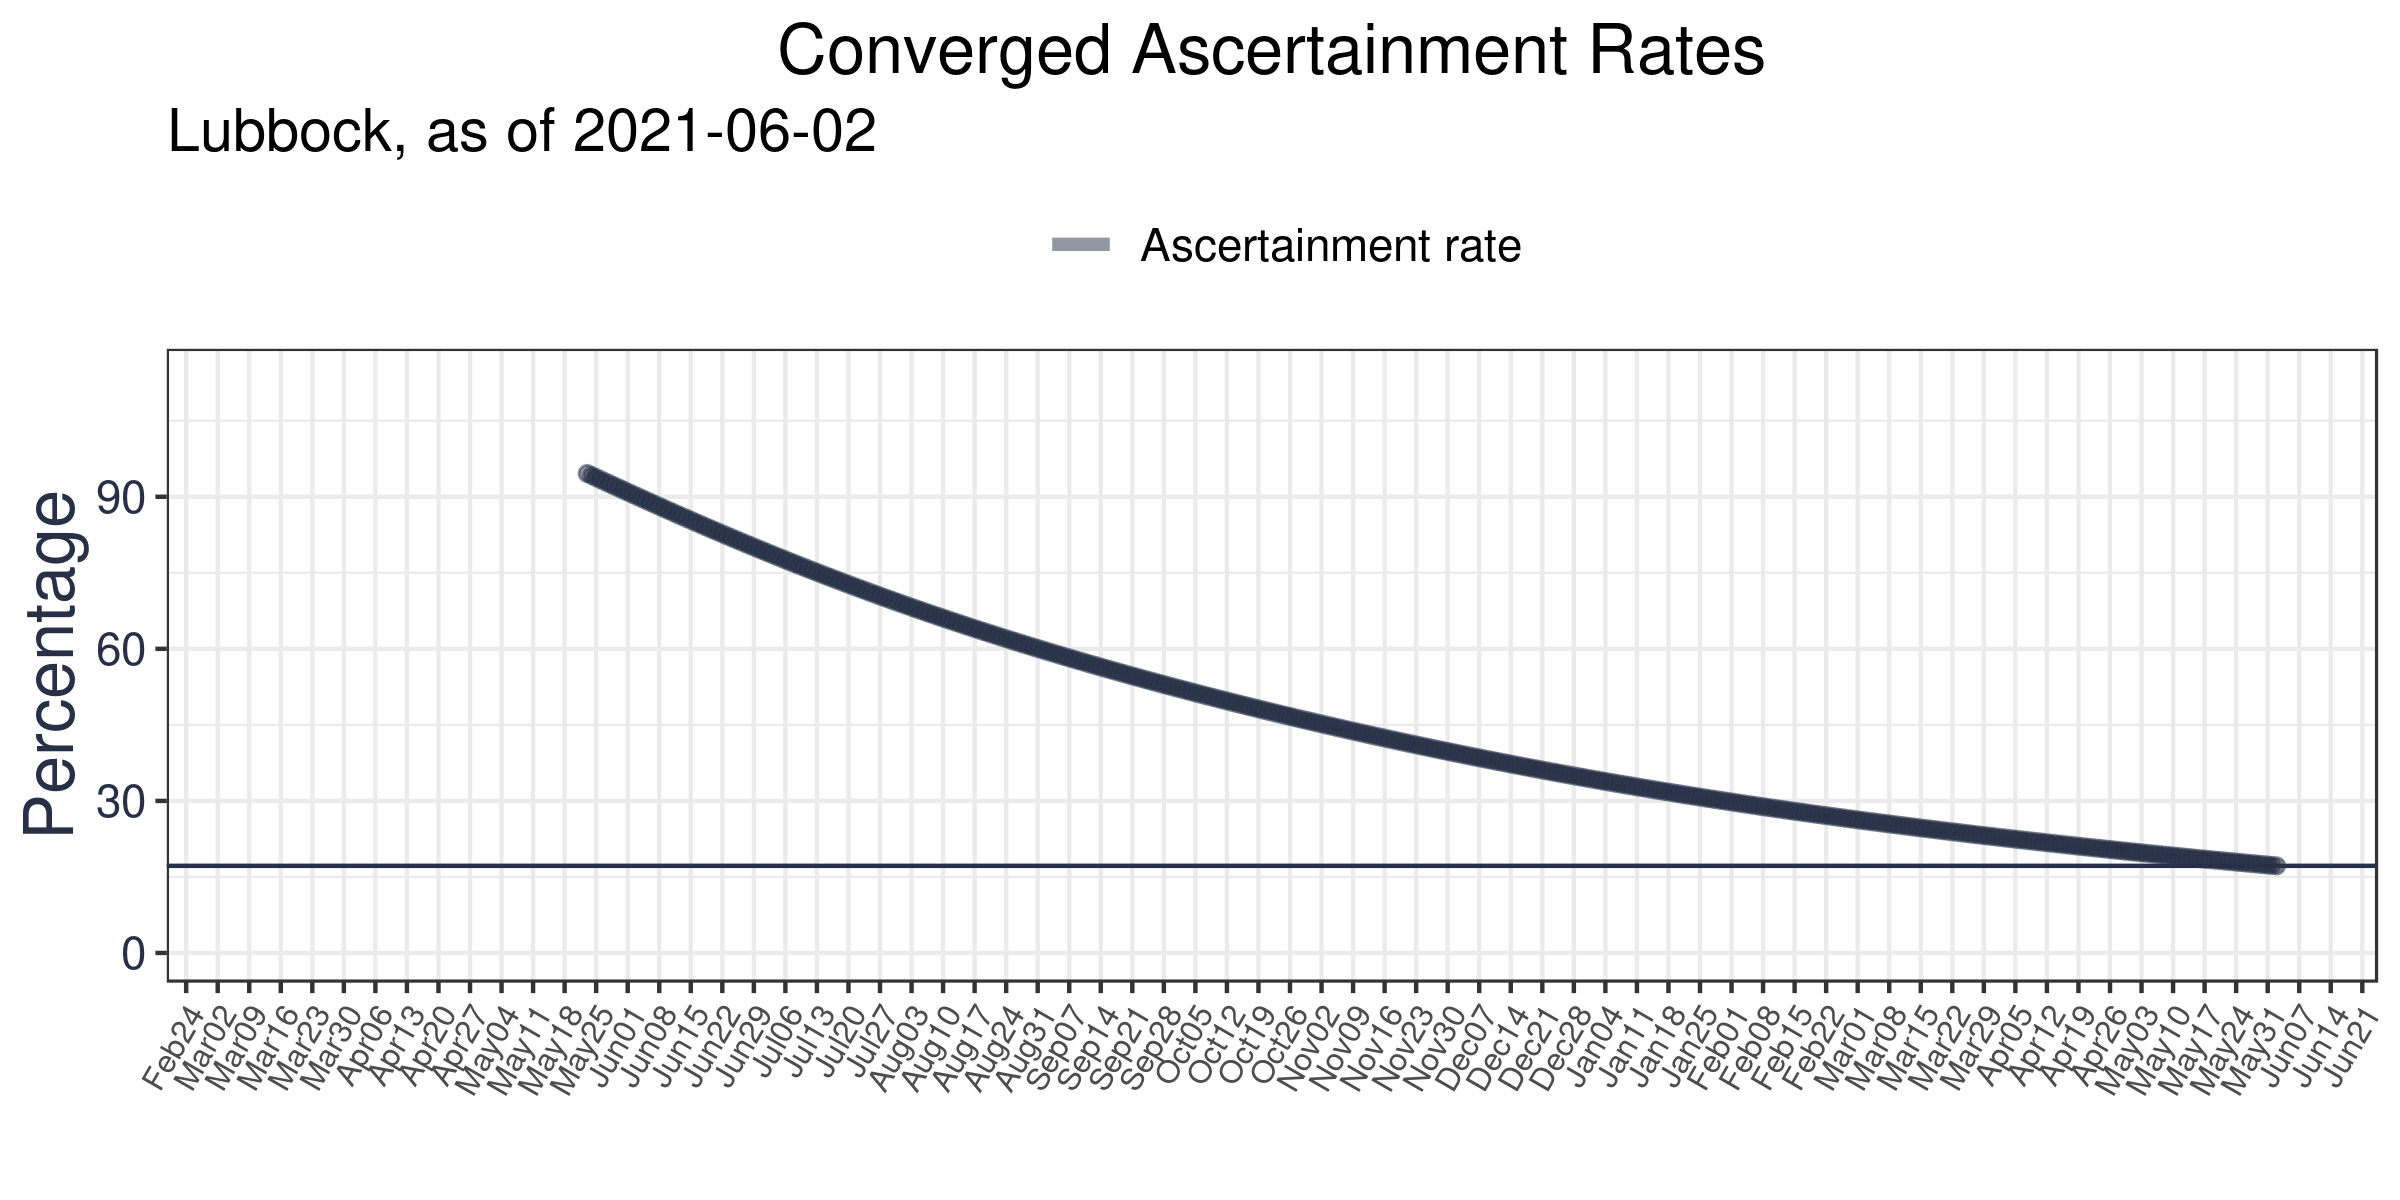 Converged Ascertainment Rates
Lubbock, as of 2021-06-02
Ascertainment rate
Percentage
90
60
30
0
Feb24 Mar02 Mar09 Mar16 Mar23 Mar30 Apr06 Apr13 Apr20 Apr27 May04 May11 May18 May25 Jun01 Jun08 Jun15 Jun22 Jun29 Jul06 Jul13 Jul20 Jul27 Aug03 Aug10 Aug17 Aug24 Aug31 Sep07 Sep14 Sep21 Sep28 Oct05 Oct12 Oct19 Oct26 Nov02 Nov09 Nov16 Nov23 Nov30 Dec07 Dec14 Dec21 Dec28 Jan04 Jan11 Jan18 Jan25 Feb01 Feb08 Feb15 Feb22 Mar01 Mar08 Mar15 Mar22 Mar29 Apr05 Apr12 Apr19 Apr26 May03 May10 May17 May24 May31 Jun07 Jun14 Jun21